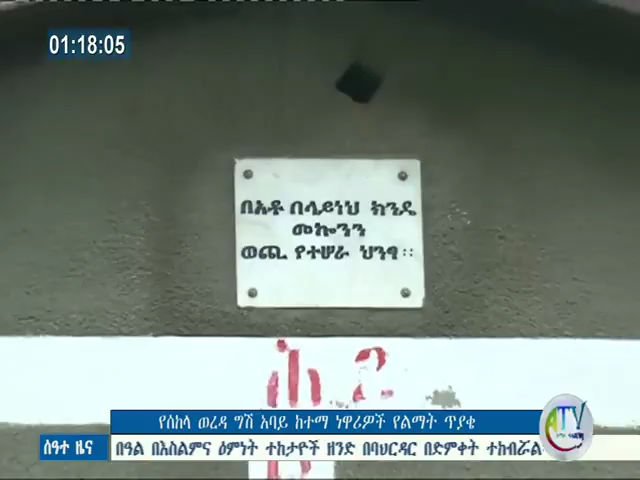 01:18:05
በአቶ በላይነህ ክንዴ
መኰንን
ወጪ የተሠራ ህንፃ።
ሕ 2
የሰከላ ወረዳ ግሽ አባይ ከተማ ነዋሪዎች የልማት ጥያቄ
ሰዓተ ዜና
በዓል በእስልምና ዕምነት ተከታዮች ዘንድ በባህርዳር በድምቀት ተከብሯል